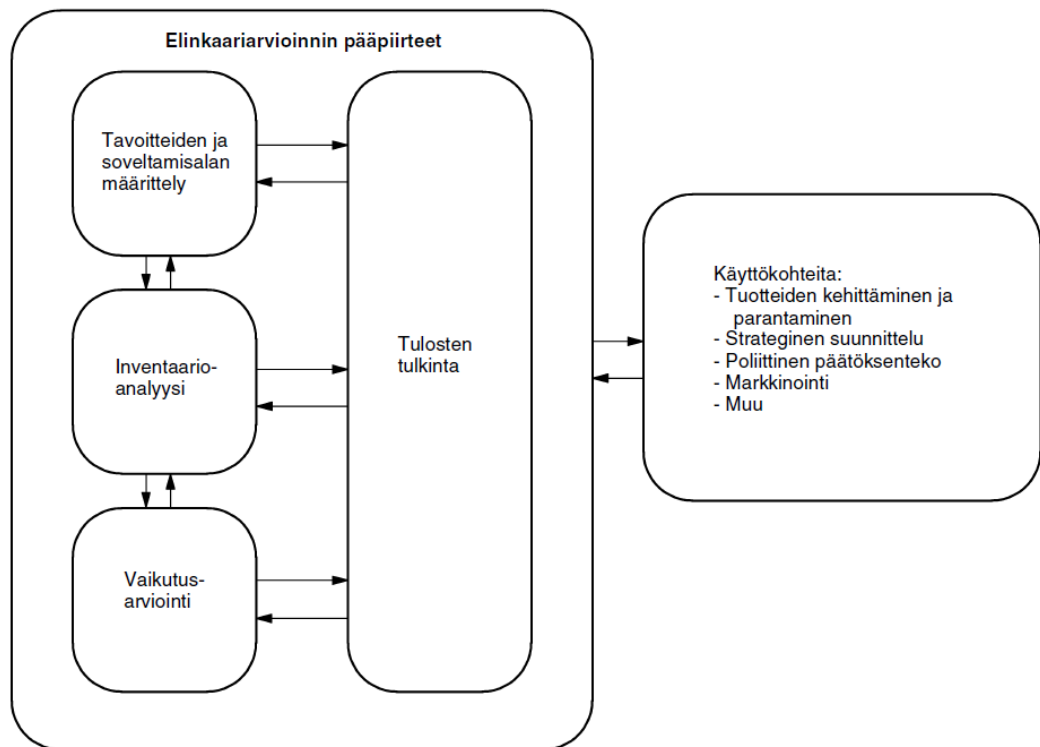 Elinkaariarvioinnin pääpiirteet
Tavoitteiden ja
soveltamisalan
määrittely
Inventaario-
analyysi
Vaikutus-
arviointi
Tulosten
tulkinta
Käyttökohteita:
- Tuotteiden kehittäminen ja
parantaminen
- Strateginen suunnittelu
- Poliittinen päätöksenteko
- Markkinointi
- Muu